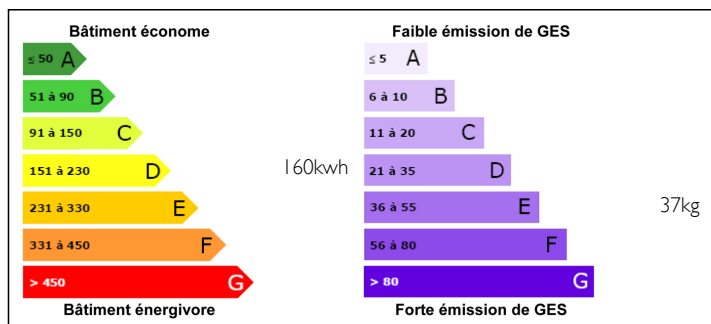 Bâtiment économe
≤ 50 A
51 à 90 B
91 à 150 C
151 à 230 D
160kwh
231 à 330 E
331 à 450 F
> 450 G
Bâtiment énergivore
Faible émission de GES
≤ 5 A
6 à 10 B
11 à 20 C
21 à 35 D
36 à 55 E
37kg
56 à 80 F
> 80 G
Forte émission de GES